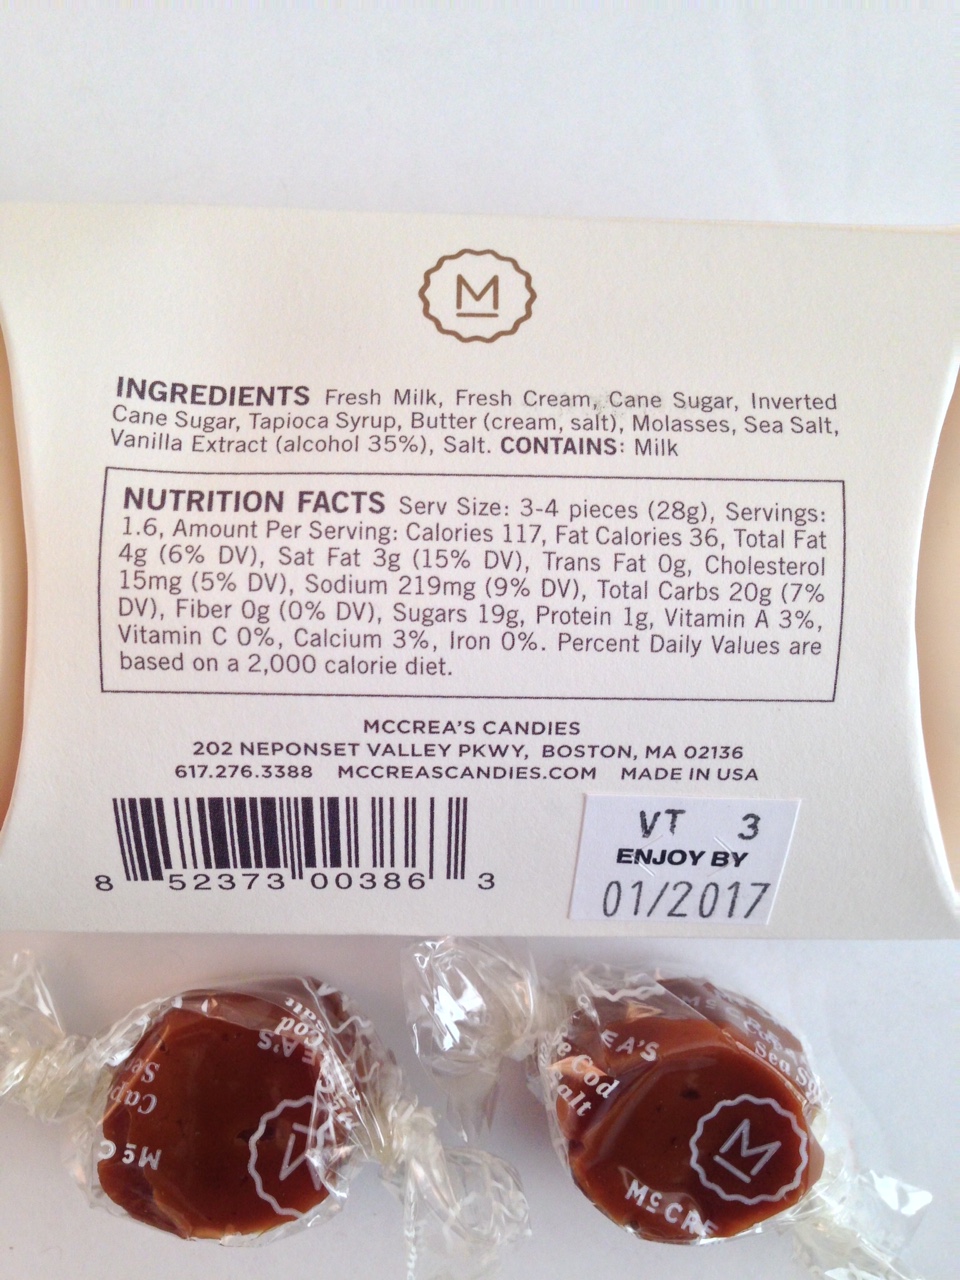 M
INGREDIENTS Fresh Milk, Fresh Cream, Cane Sugar, Inverted
Cane Sugar, Tapioca Syrup, Butter (cream, salt), Molasses, Sea Salt,
Vanilla Extract (alcohol 35%), Salt. CONTAINS: Milk
NUTRITION FACTS Serv Size: 3-4 pieces (28g), Servings:
1.6, Amount Per Serving: Calories 117, Fat Calories 36, Total Fat
4g (6% DV), Sat Fat 3g (15% DV), Trans Fat 0g, Cholesterol
15mg (5% DV), Sodium 219mg (9% DV), Total Carbs 20g (7%
DV), Fiber 0g (0% DV), Sugars 19g, Protein 1g, Vitamin A 3%,
Vitamin C 0%, Calcium 3%, Iron 0%. Percent Daily Values are
based on a 2,000 calorie diet.
MCCREA'S CANDIES
202 NEPONSET VALLEY PKWY, BOSTON, MA 02136
617.276.3388 MCCREASCANDIES.COM MADE IN USA
8 52373 00386 3
VT 3
ENJOY BY
01/2017
EA'S
Cod
Sea
M
M